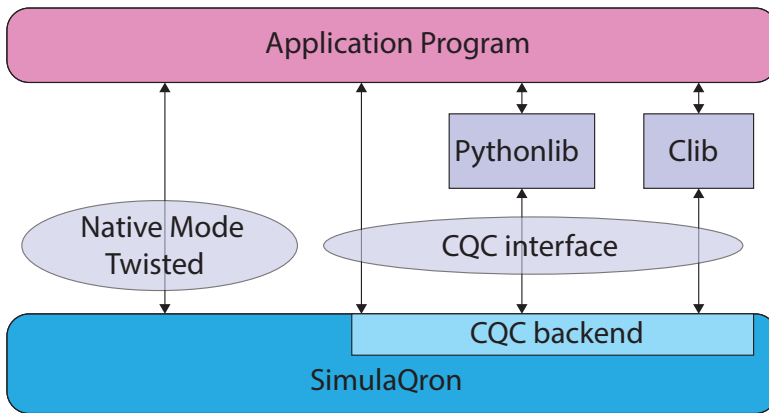 Application Program
Pythonlib
Clib
Native Mode
Twisted
CQC interface
CQC backend
SimulaQron